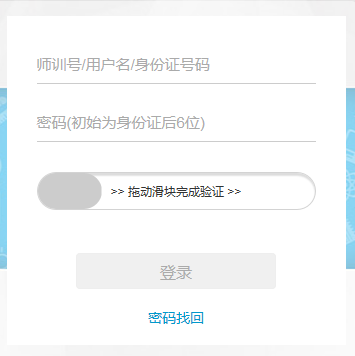 师训号/用户名/身份证号码
密码(初始为身份证后6位)
>> 拖动滑块完成验证 >>
登录
密码找回